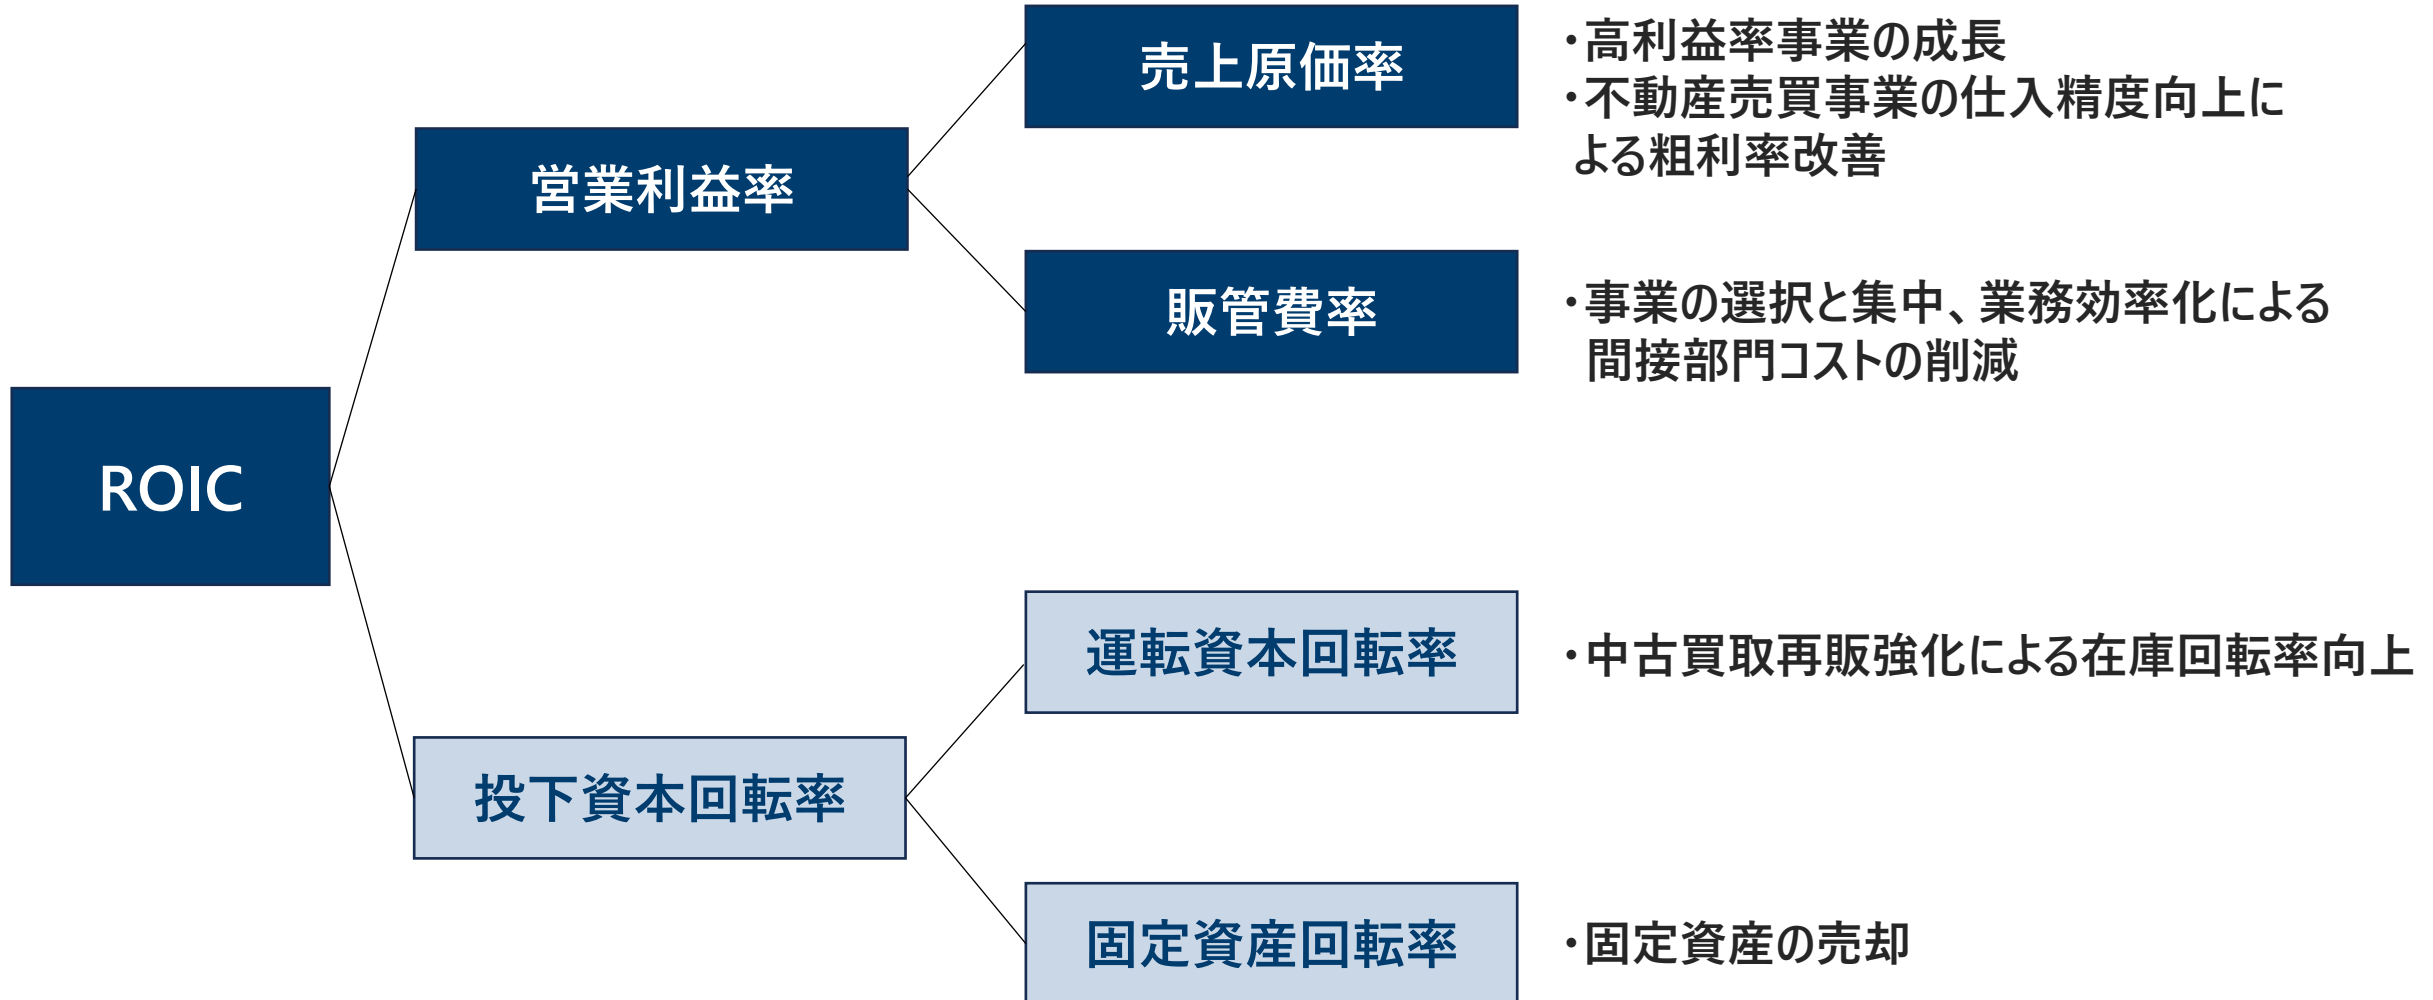 売上原価率
・高利益率事業の成長
・不動産売買事業の仕入精度向上に
よる粗利率改善
営業利益率
販管費率
・事業の選択と集中、業務効率化による
間接部門コストの削減
ROIC
運転資本回転率
・中古買取再販強化による在庫回転率向上
投下資本回転率
固定資産回転率
・固定資産の売却